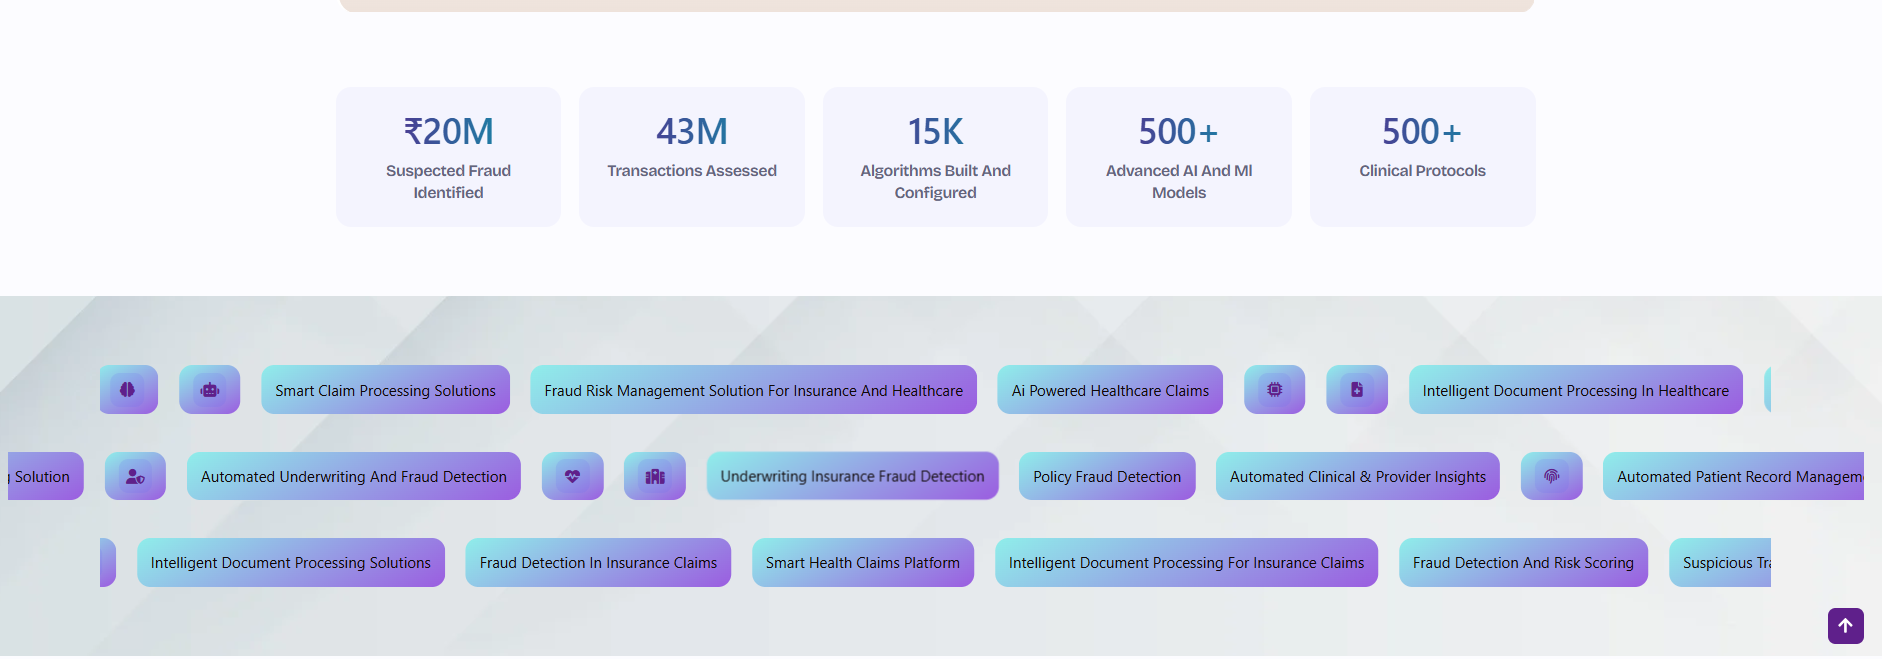 ₹20M
Suspected Fraud
Identified
43M
Transactions Assessed
15K
Algorithms Built And
Configured
500+
Advanced AI And Ml
Models
500+
Clinical Protocols
Smart Claim Processing Solutions
Fraud Risk Management Solution For Insurance And Healthcare
Ai Powered Healthcare Claims
Intelligent Document Processing In Healthcare
Solution
Automated Underwriting And Fraud Detection
Underwriting Insurance Fraud Detection
Policy Fraud Detection
Automated Clinical & Provider Insights
Automated Patient Record Managem
Intelligent Document Processing Solutions
Fraud Detection In Insurance Claims
Smart Health Claims Platform
Intelligent Document Processing For Insurance Claims
Fraud Detection And Risk Scoring
Suspicious